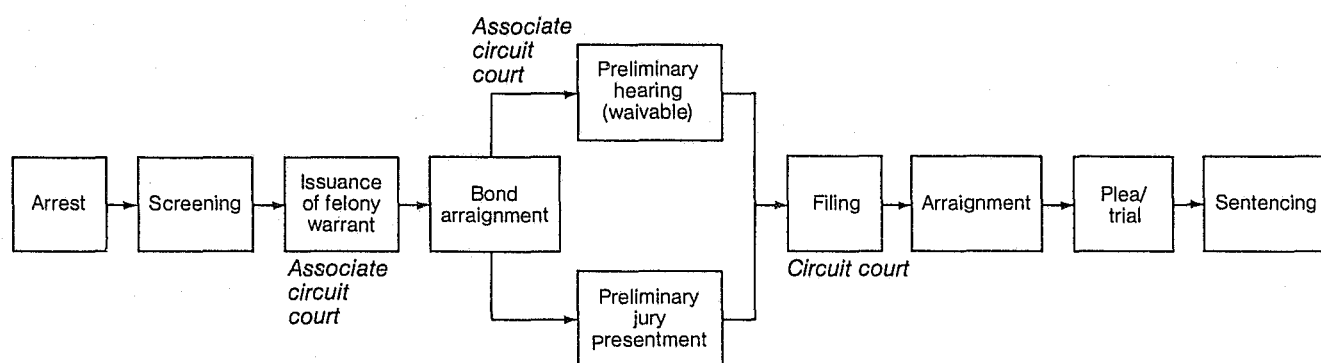 Arrest
Screening
Issuance
of felony
warrant
Associate
circuit
court
Bond
arraignment
Associate
circuit
court
Preliminary
hearing
(waivable)
Preliminary
jury
presentment
Filing
Circuit court
Arraignment
Plea/
trial
Sentencing